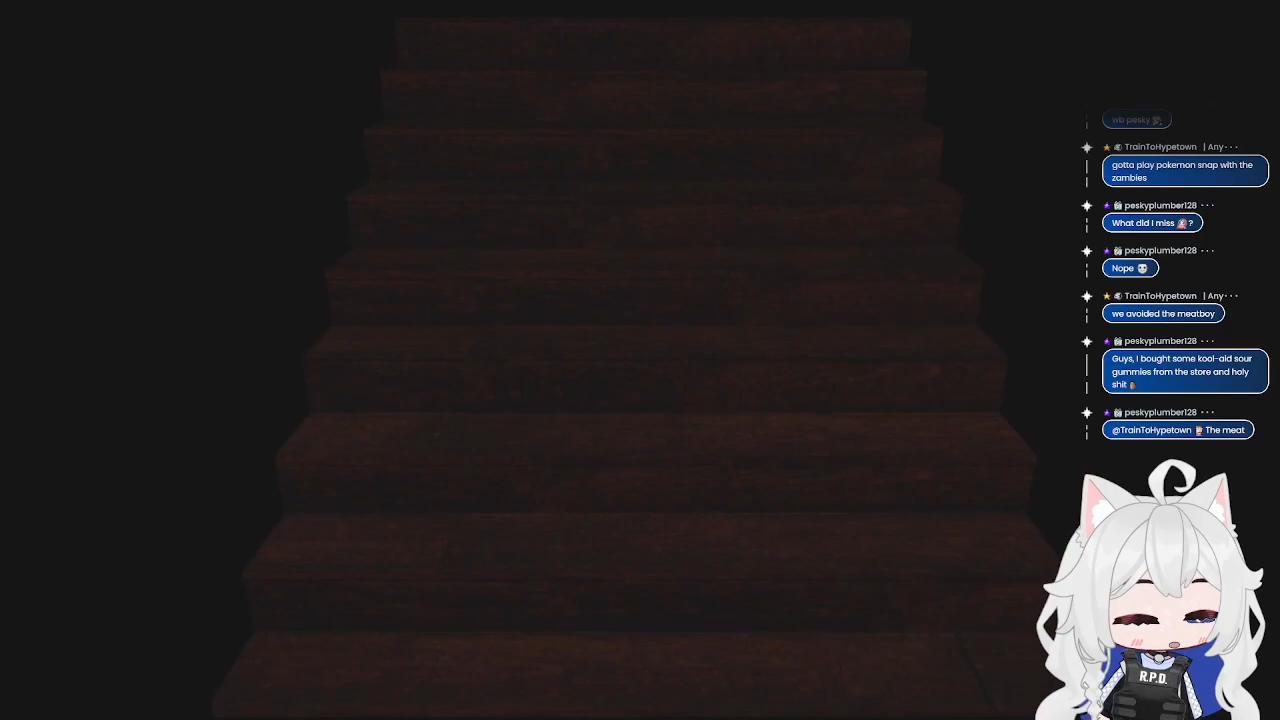 wb pesky
TrainToHypetown | Any···
gotta play pokemon snap with the
zambies
peskyplumber128 ···
What did I miss ?
peskyplumber128 ···
Nope
TrainToHypetown | Any···
we avoided the meatboy
peskyplumber128 ···
Guys, I bought some kool-aid sour
gummies from the store and holy
shit
peskyplumber128 ···
@TrainToHypetown The meat
R.P.D.